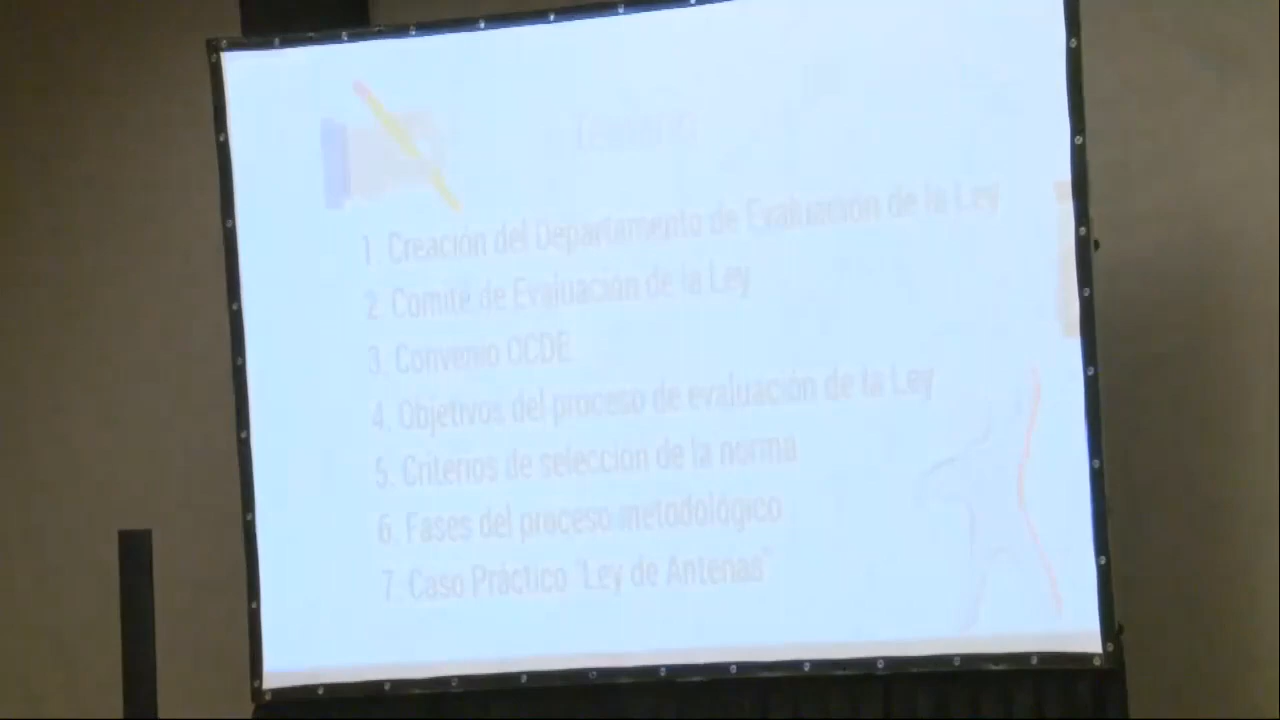 1. Creación del Departamento de Evaluación de la Ley
2. Comité de Evaluación de la Ley
3. Convenio OCDE
4. Objetivos del proceso de evaluación de la Ley
5. Criterios de selección de la norma
6. Fases del proceso metodológico
7. Caso Práctico "Ley de Antenas"